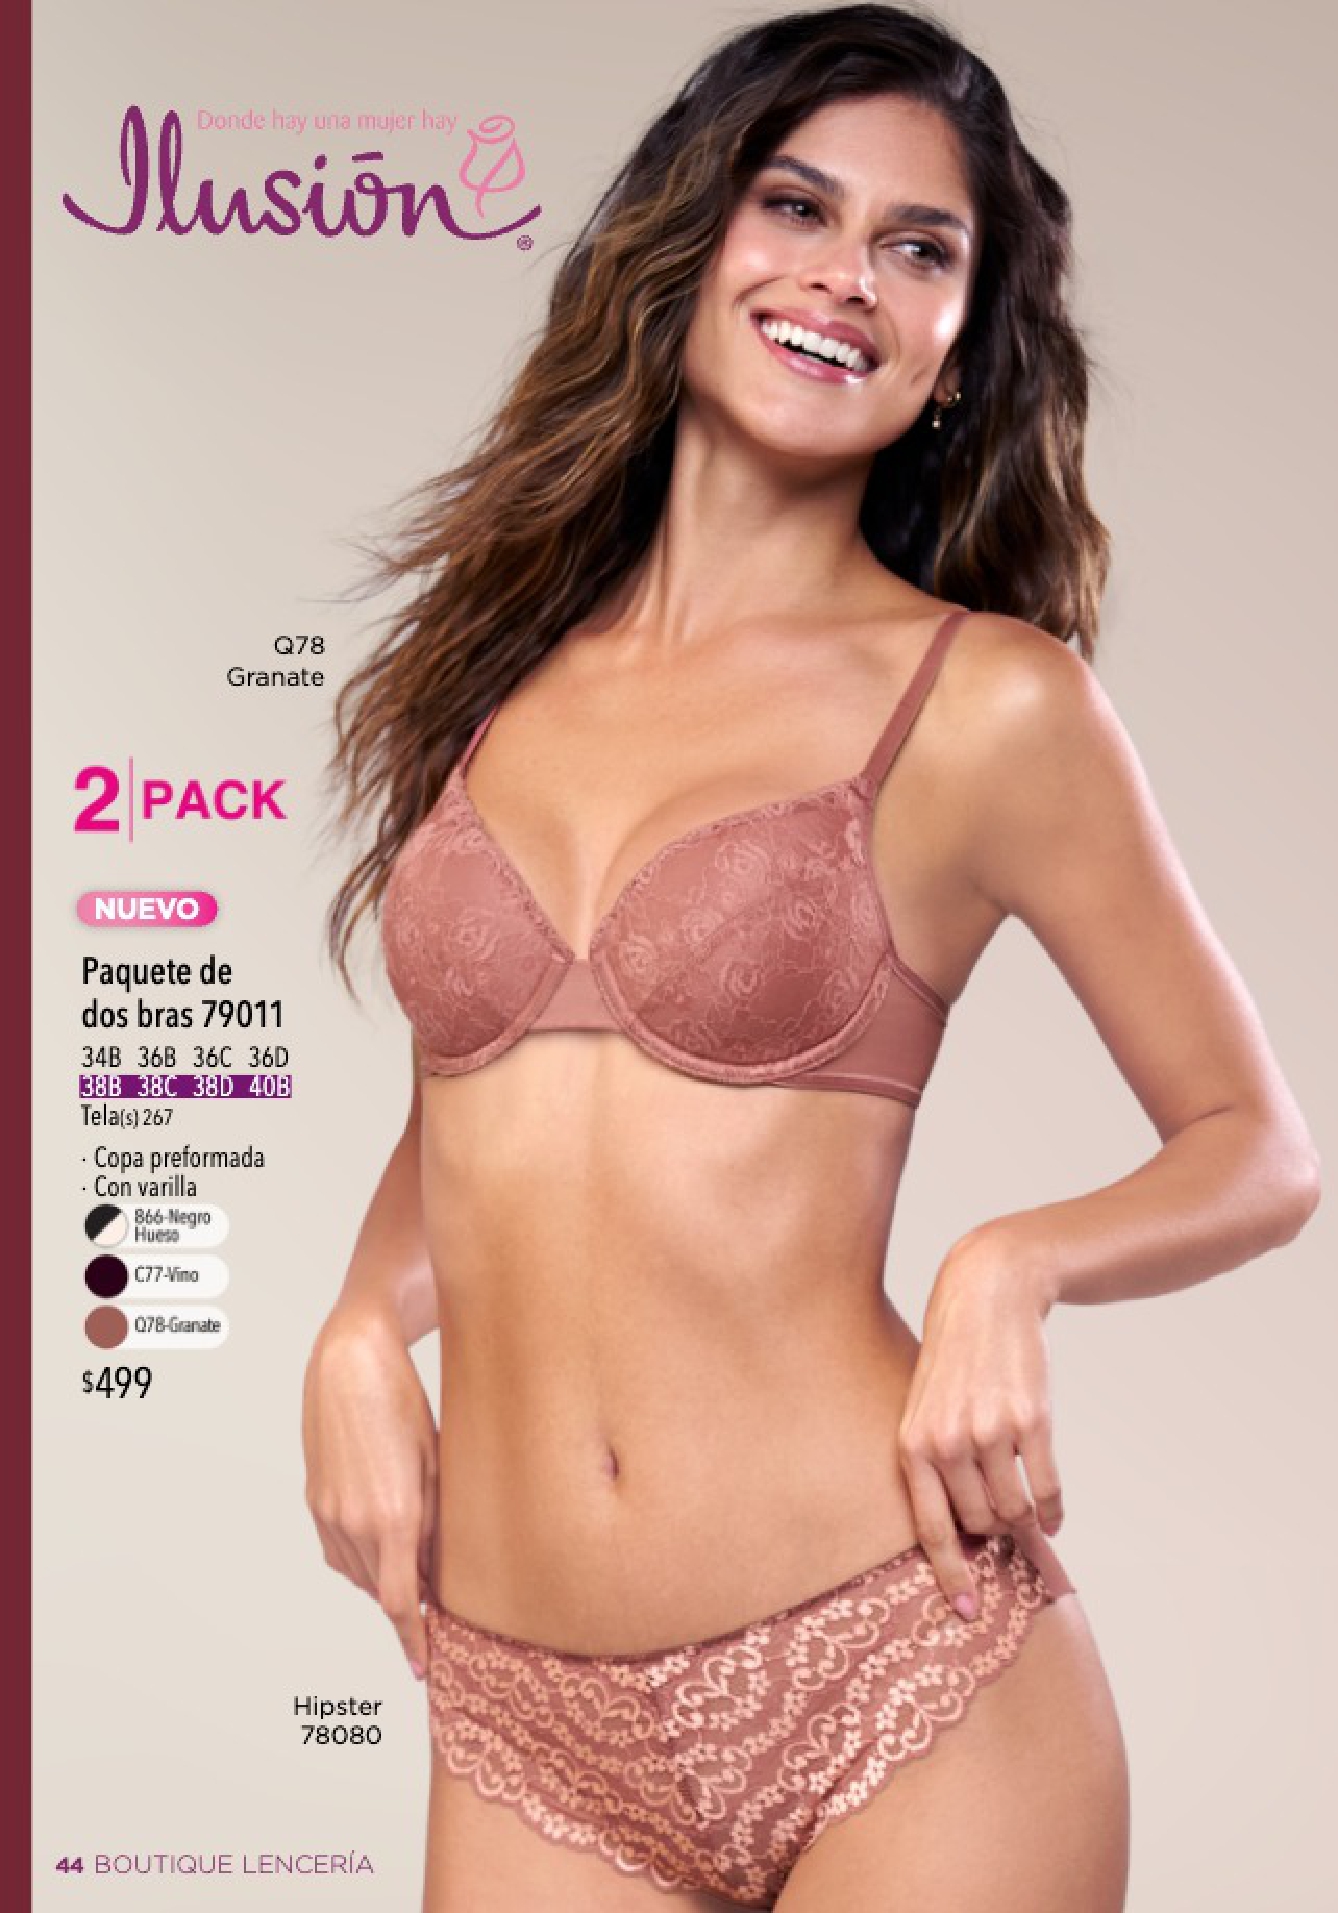 Donde hay una mujer hay
Ilusión®
Q78
Granate
2 | PACK
NUEVO
Paquete de
dos bras 79011
34B 36B 36C 36D
38B 38C 38D 40B
Tela(s) 267
· Copa preformada
· Con varilla
866-Negro
Hueso
C77-Vino
Q78-Granate
$499
Hipster
78080
44 BOUTIQUE LENCERÍA